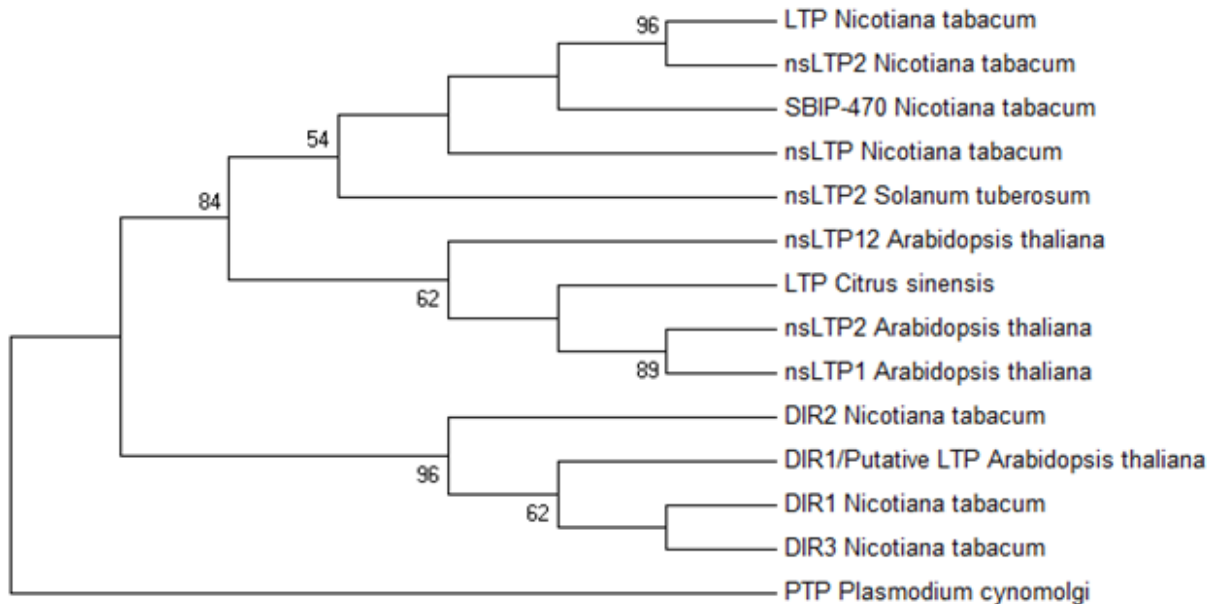 96
LTP Nicotiana tabacum
nsLTP2 Nicotiana tabacum
SBIP-470 Nicotiana tabacum
54
nsLTP Nicotiana tabacum
84
nsLTP2 Solanum tuberosum
nsLTP12 Arabidopsis thaliana
62
LTP Citrus sinensis
nsLTP2 Arabidopsis thaliana
89
nsLTP1 Arabidopsis thaliana
DIR2 Nicotiana tabacum
96
DIR1/Putative LTP Arabidopsis thaliana
62
DIR1 Nicotiana tabacum
DIR3 Nicotiana tabacum
PTP Plasmodium cynomolgi